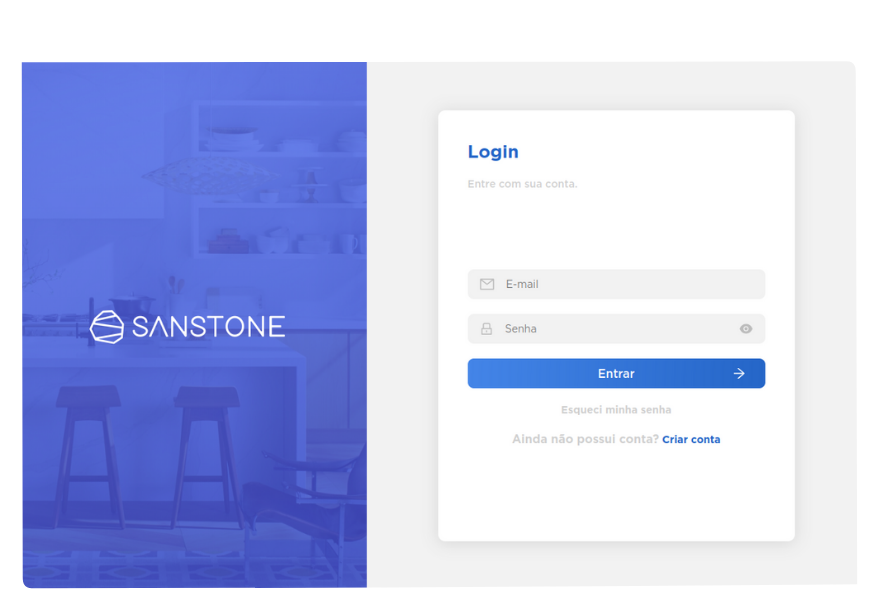 SANSTONE
Login
Entre com sua conta.
E-mail
Senha
Entrar
Esqueci minha senha
Ainda não possui conta? Criar conta